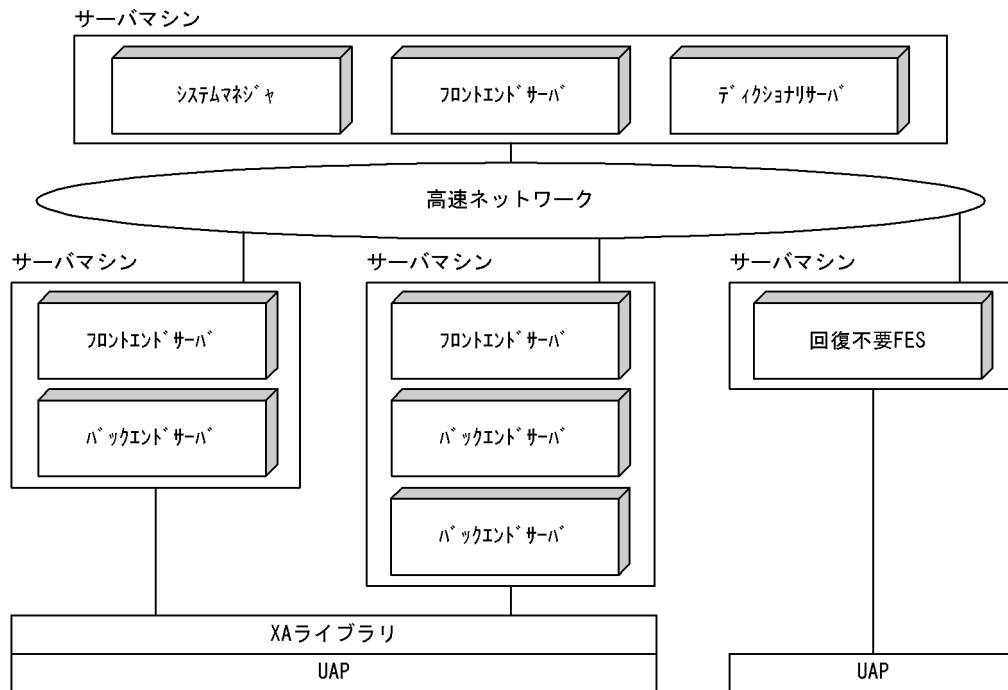 サーバマシン
ｼｽﾃﾑﾏﾈｼﾞｬ
ﾌﾛﾝﾄｴﾝﾄﾞｻｰﾊﾞ
ﾃﾞｨｸｼｮﾅﾘｻｰﾊﾞ
高速ネットワーク
サーバマシン
サーバマシン
サーバマシン
ﾌﾛﾝﾄｴﾝﾄﾞｻｰﾊﾞ
ﾌﾛﾝﾄｴﾝﾄﾞｻｰﾊﾞ
回復不要FES
ﾊﾞｯｸｴﾝﾄﾞｻｰﾊﾞ
ﾊﾞｯｸｴﾝﾄﾞｻｰﾊﾞ
ﾊﾞｯｸｴﾝﾄﾞｻｰﾊﾞ
XAライブラリ
UAP
UAP